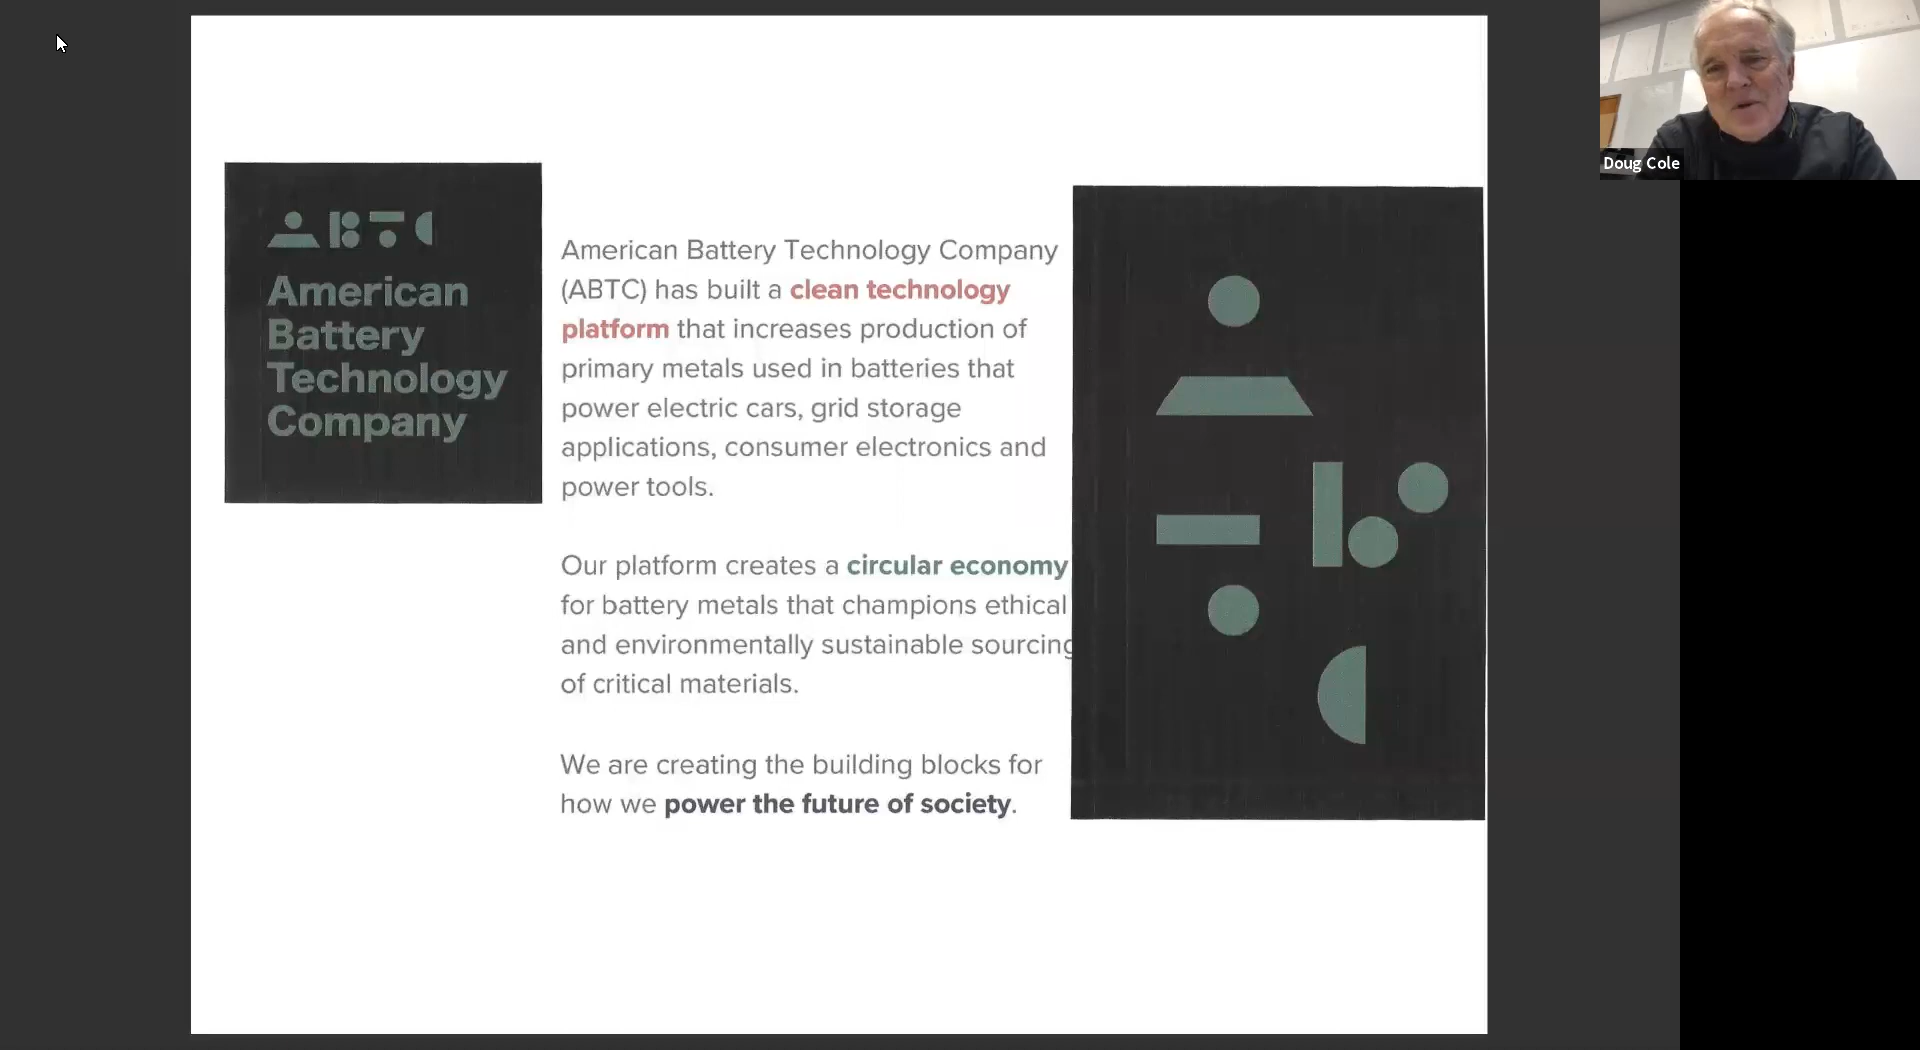 ABTC
American
Battery
Technology
Company
American Battery Technology Company
(ABTC) has built a clean technology
platform that increases production of
primary metals used in batteries that
power electric cars, grid storage
applications, consumer electronics and
power tools.
Our platform creates a circular economy
for battery metals that champions ethical
and environmentally sustainable sourcing
of critical materials.
We are creating the building blocks for
how we power the future of society.
Doug Cole